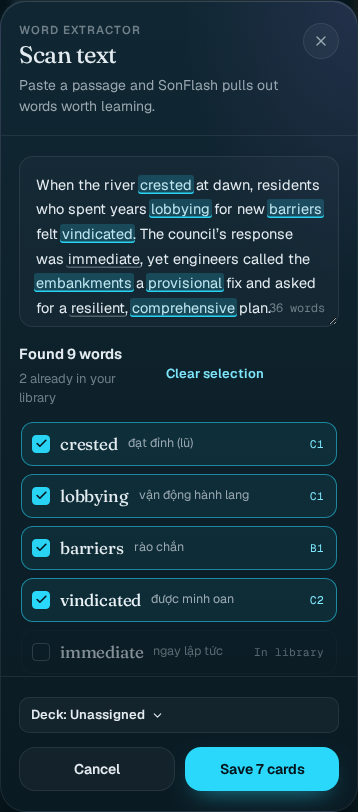 WORD EXTRACTOR
Scan text
Paste a passage and SonFlash pulls out
words worth learning.
When the river crested at dawn, residents
who spent years lobbying for new barriers
felt vindicated. The council's response
was immediate, yet engineers called the
embankments a provisional fix and asked
for a resilient, comprehensive plan.
36 words
Found 9 words
2 already in your
library
Clear selection
crested đạt đỉnh (lũ) C1
lobbying vận động hành lang C1
barriers rào chắn B1
vindicated được minh oan C2
immediate ngay lập tức In library
Deck: Unassigned
Cancel
Save 7 cards